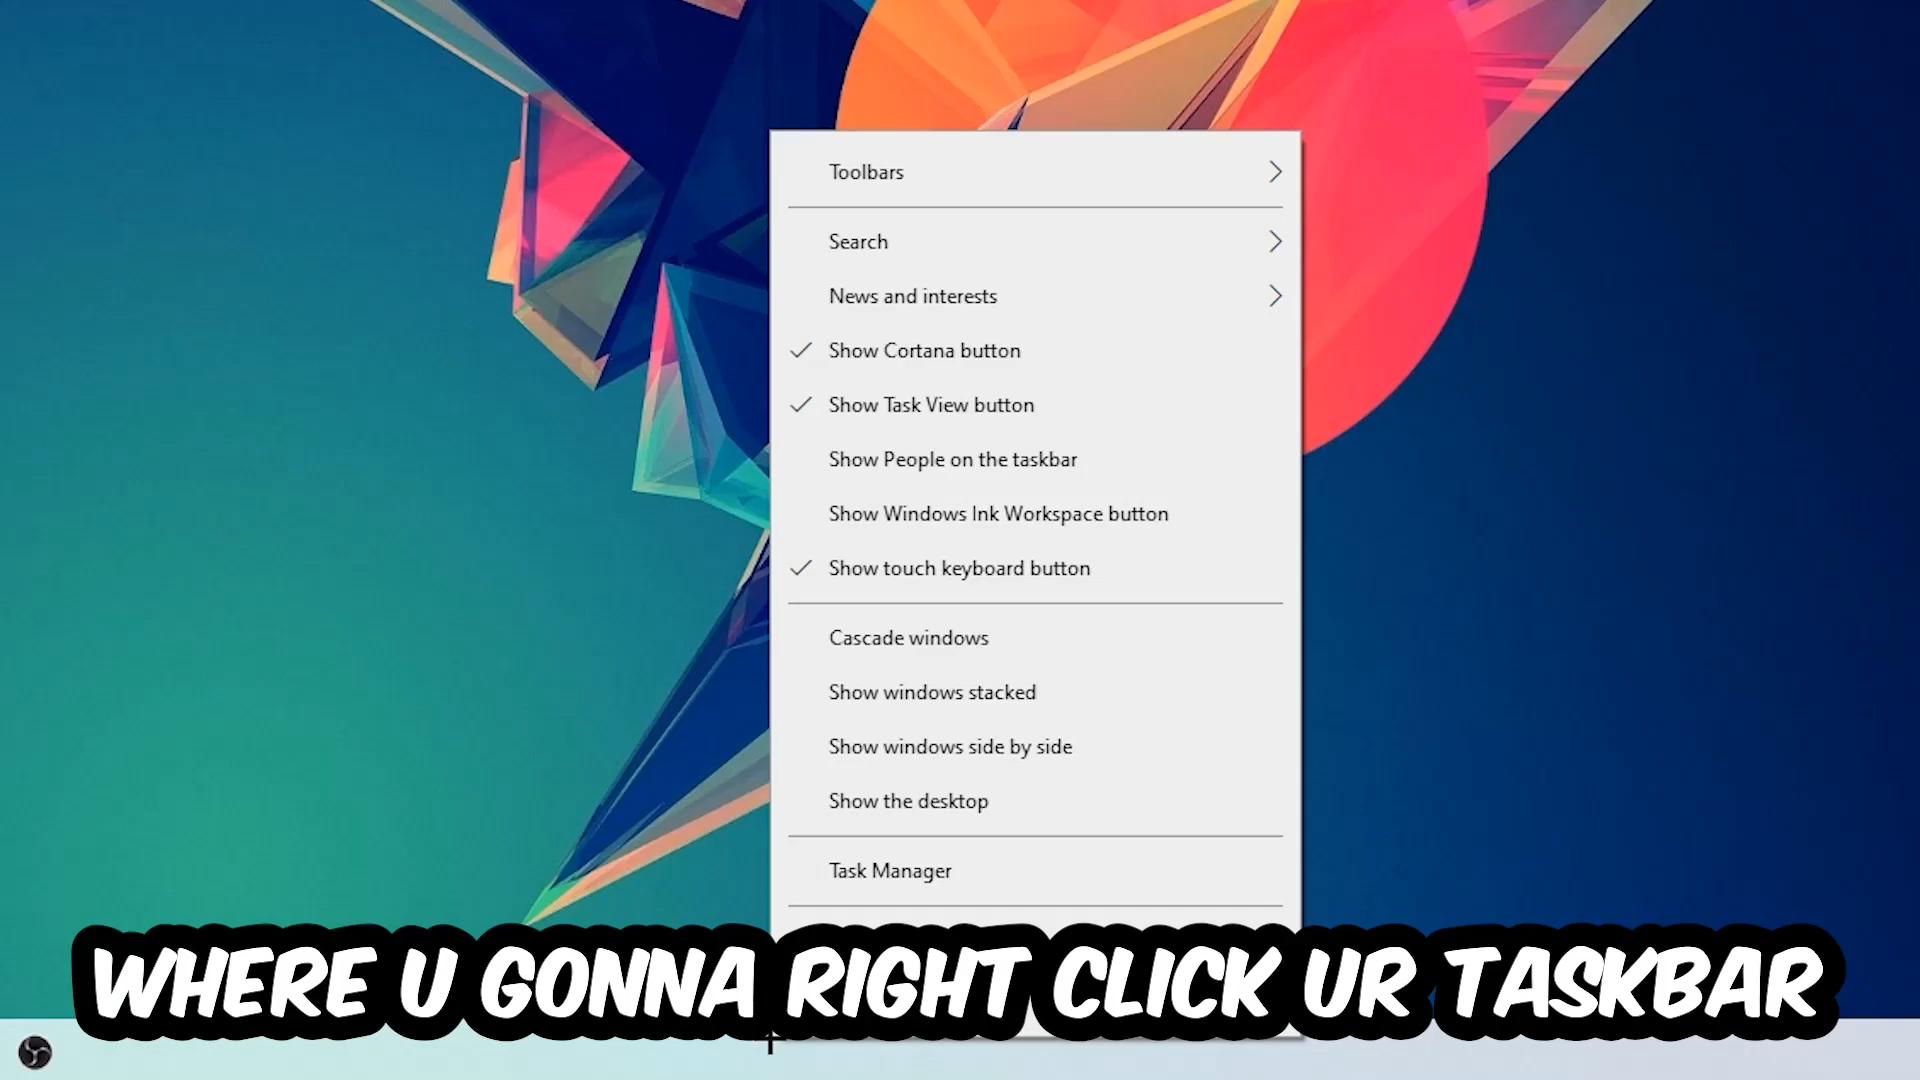 Toolbars
Search
News and interests
Show Cortana button
Show Task View button
Show People on the taskbar
Show Windows Ink Workspace button
Show touch keyboard button
Cascade windows
Show windows stacked
Show windows side by side
Show the desktop
Task Manager
WHERE U GONNA RIGHT CLICK UR TASKBAR